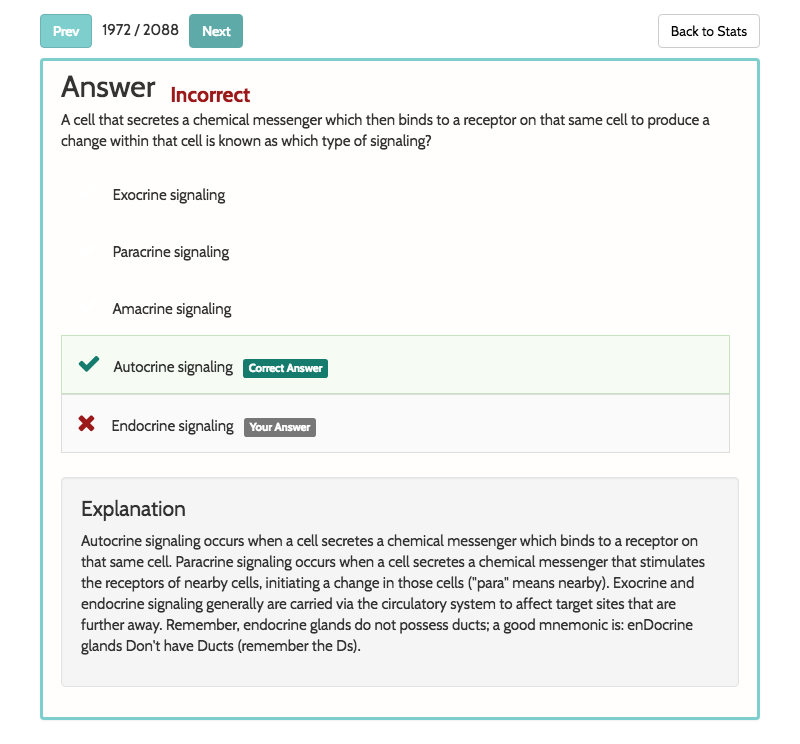 Prev 1972 / 2088 Next Back to Stats
Answer Incorrect
A cell that secretes a chemical messenger which then binds to a receptor on that same cell to produce a
change within that cell is known as which type of signaling?
Exocrine signaling
Paracrine signaling
Amacrine signaling
Autocrine signaling Correct Answer
Endocrine signaling Your Answer
Explanation
Autocrine signaling occurs when a cell secretes a chemical messenger which binds to a receptor on
that same cell. Paracrine signaling occurs when a cell secretes a chemical messenger that stimulates
the receptors of nearby cells, initiating a change in those cells ("para" means nearby). Exocrine and
endocrine signaling generally are carried via the circulatory system to affect target sites that are
further away. Remember, endocrine glands do not possess ducts; a good mnemonic is: enDocrine
glands Don't have Ducts (remember the Ds).